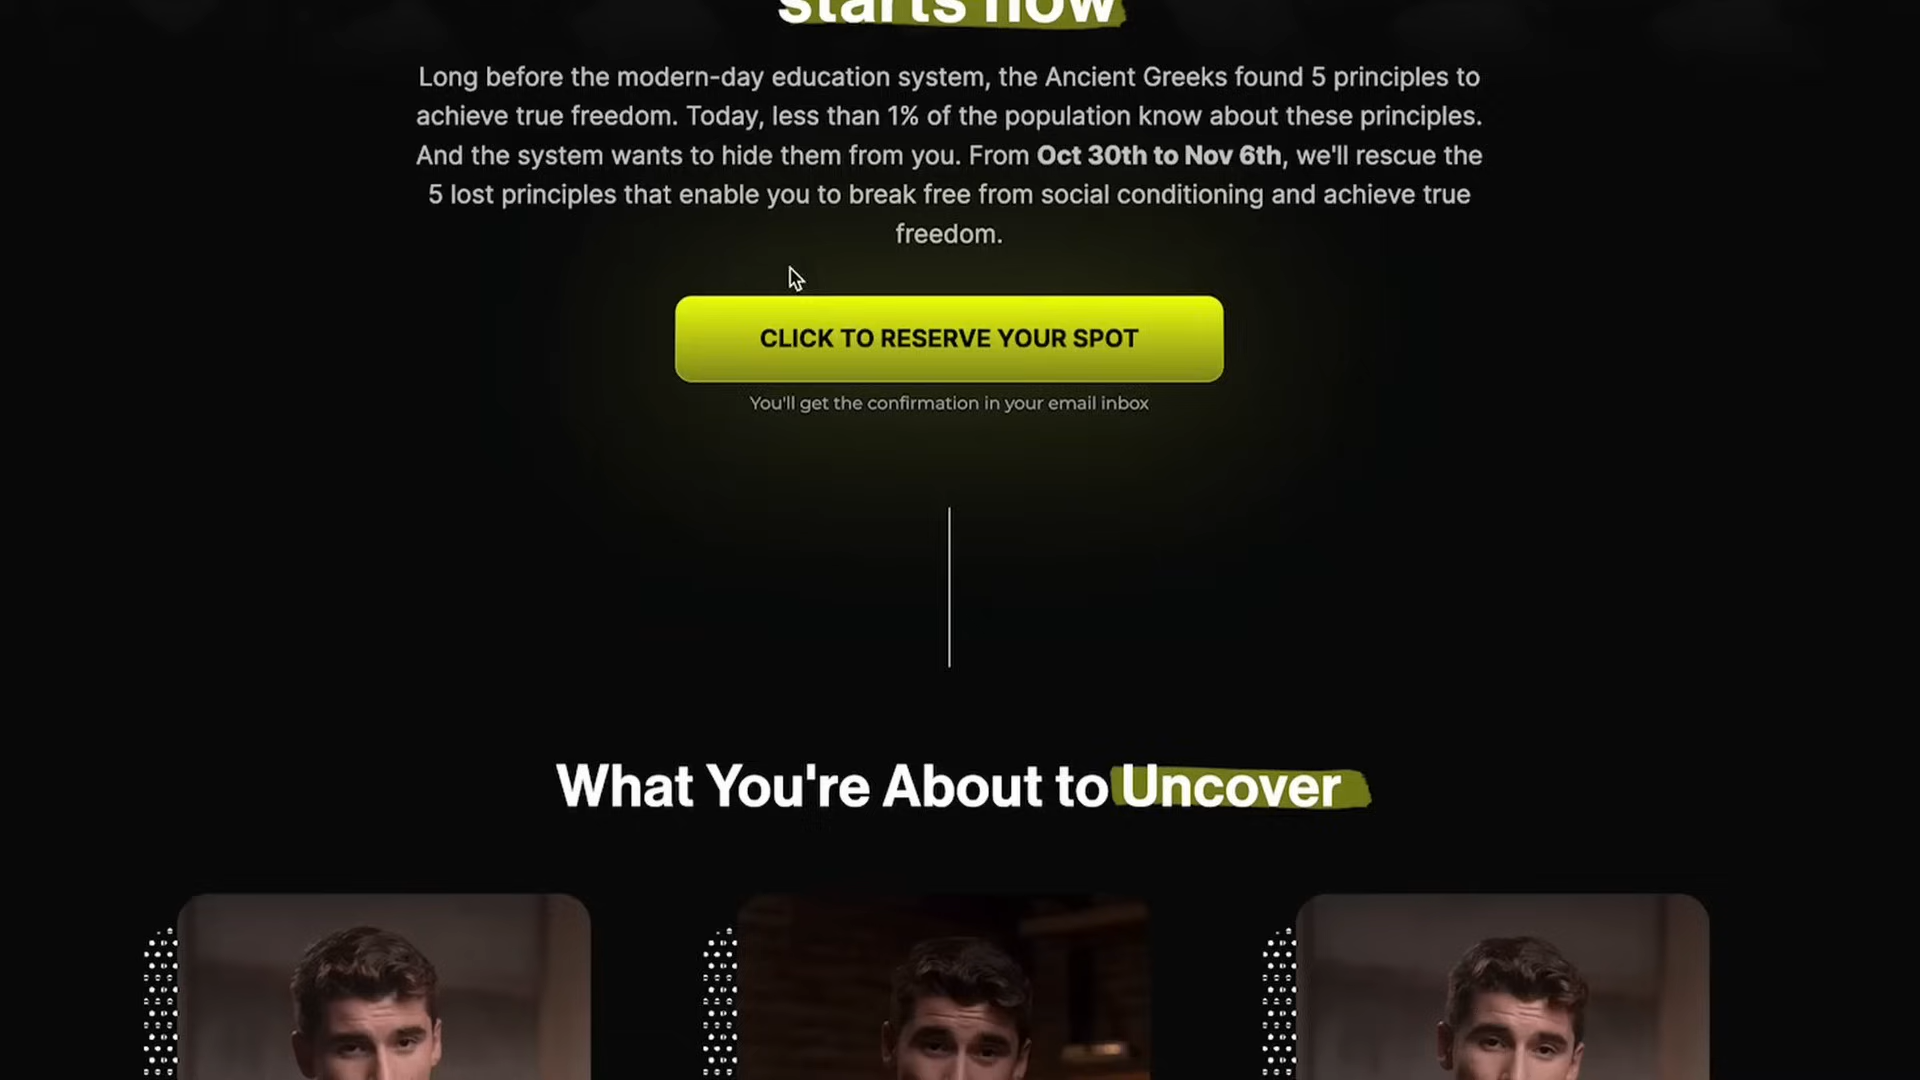 starts now
Long before the modern-day education system, the Ancient Greeks found 5 principles to
achieve true freedom. Today, less than 1% of the population know about these principles.
And the system wants to hide them from you. From Oct 30th to Nov 6th, we'll rescue the
5 lost principles that enable you to break free from social conditioning and achieve true
freedom.
CLICK TO RESERVE YOUR SPOT
You'll get the confirmation in your email inbox
What You're About to Uncover